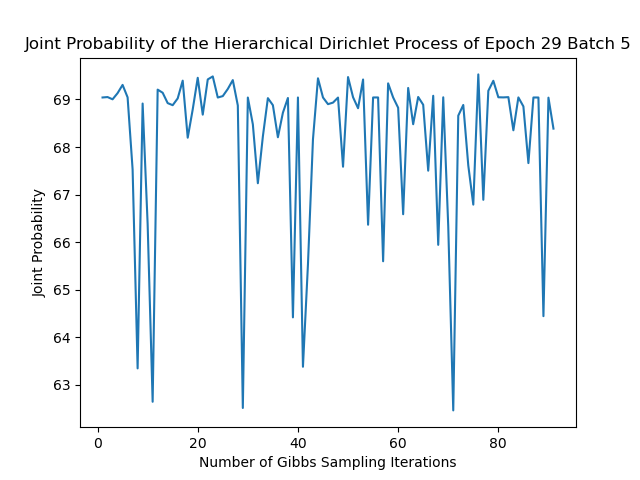 Joint Probability of the Hierarchical Dirichlet Process of Epoch 29 Batch 5
Joint Probability
69
68
67
66
65
64
63
0 20 40 60 80
Number of Gibbs Sampling Iterations